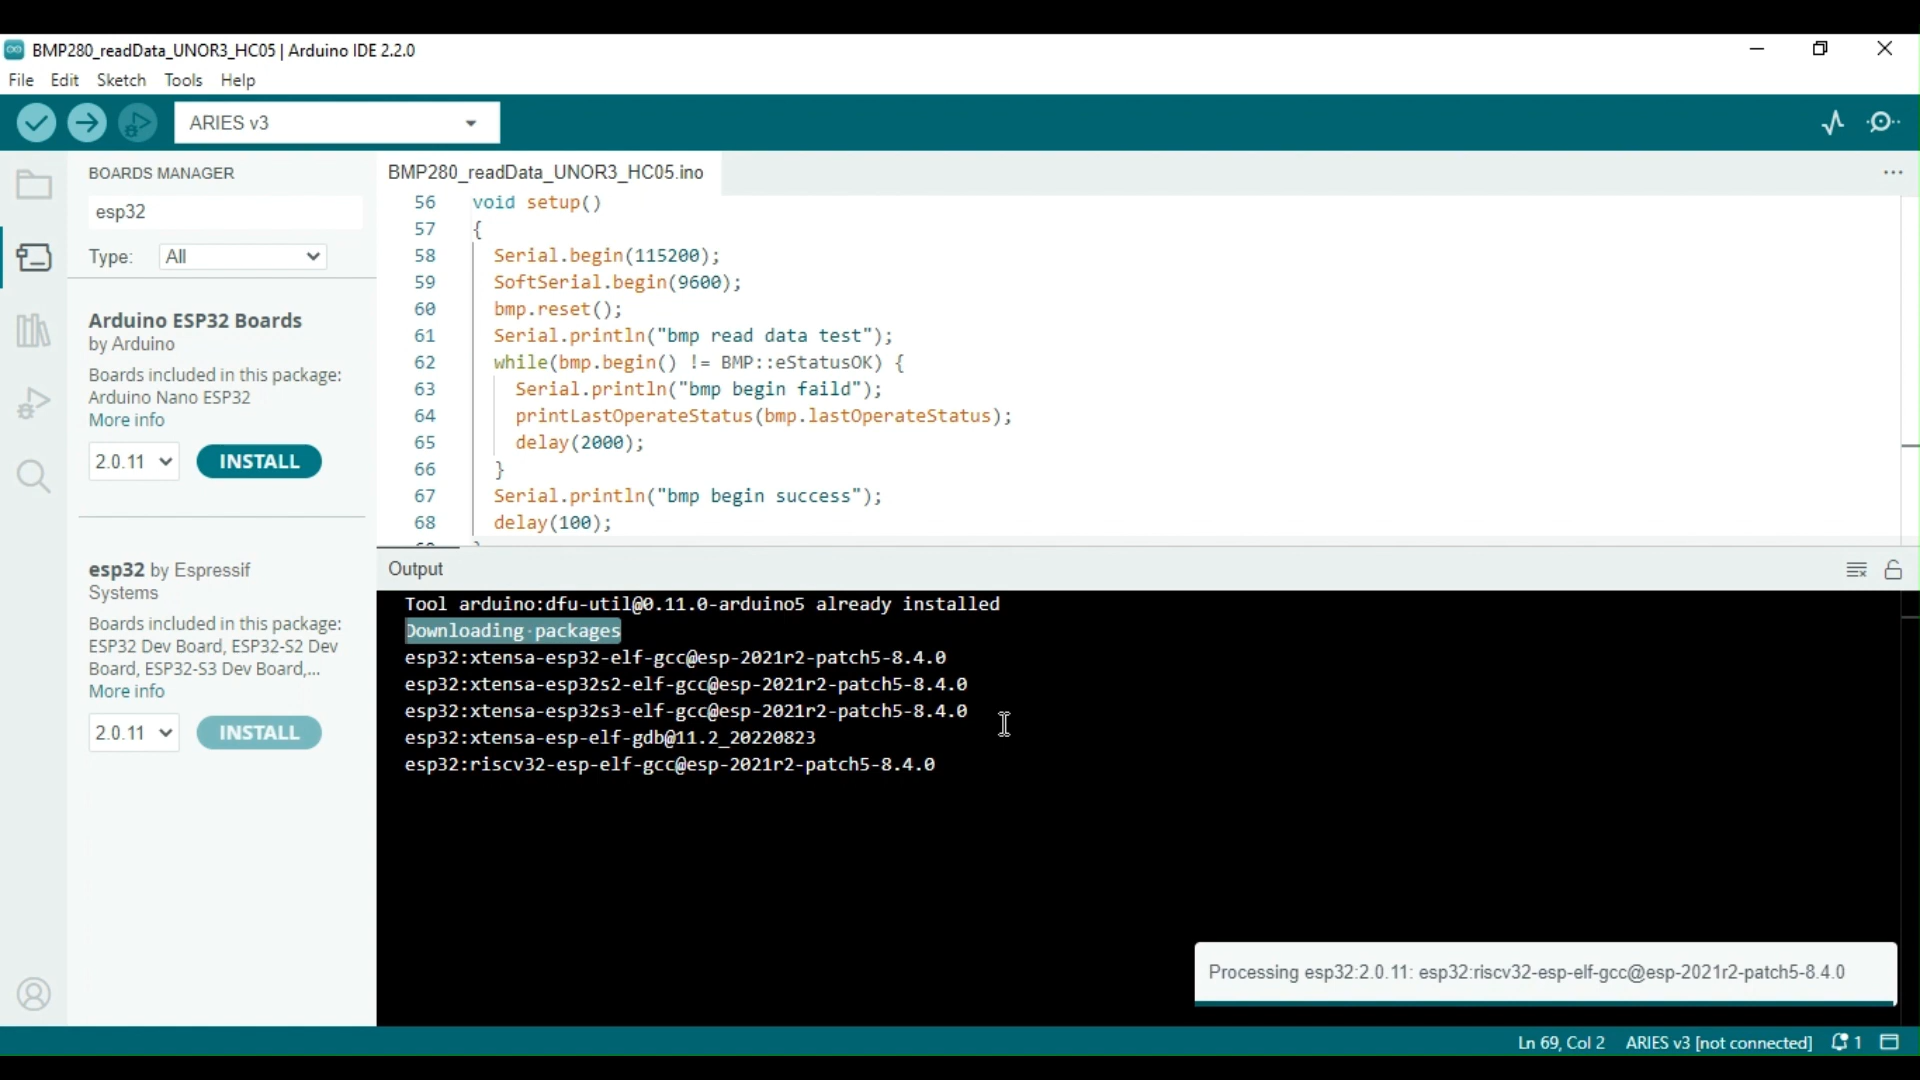 BMP280_readData_UNOR3_HC05 | Arduino IDE 2.2.0
File Edit Sketch Tools Help
ARIES v3
BOARDS MANAGER
esp32
Type: All
Arduino ESP32 Boards
by Arduino
Boards included in this package:
Arduino Nano ESP32
More info
2.0.11 INSTALL
esp32 by Espressif
Systems
Boards included in this package:
ESP32 Dev Board, ESP32-S2 Dev
Board, ESP32-S3 Dev Board,...
More info
2.0.11 INSTALL
BMP280_readData_UNOR3_HC05.ino
56 void setup()
57 {
58 Serial.begin(115200);
59 SoftSerial.begin(9600);
60 bmp.reset();
61 Serial.println("bmp read data test");
62 while(bmp.begin() != BMP::eStatusOK) {
63 Serial.println("bmp begin faild");
64 printLastOperateStatus(bmp.lastOperateStatus);
65 delay(2000);
66 }
67 Serial.println("bmp begin success");
68 delay(100);
Output
Tool arduino:dfu-util@0.11.0-arduino5 already installed
Downloading packages
esp32:xtensa-esp32-elf-gcc@esp-2021r2-patch5-8.4.0
esp32:xtensa-esp32s2-elf-gcc@esp-2021r2-patch5-8.4.0
esp32:xtensa-esp32s3-elf-gcc@esp-2021r2-patch5-8.4.0
esp32:xtensa-esp-elf-gdb@11.2_20220823
esp32:riscv32-esp-elf-gcc@esp-2021r2-patch5-8.4.0
Processing esp32:2.0.11: esp32:riscv32-esp-elf-gcc@esp-2021r2-patch5-8.4.0
Ln 69, Col 2 ARIES v3 [not connected] 1